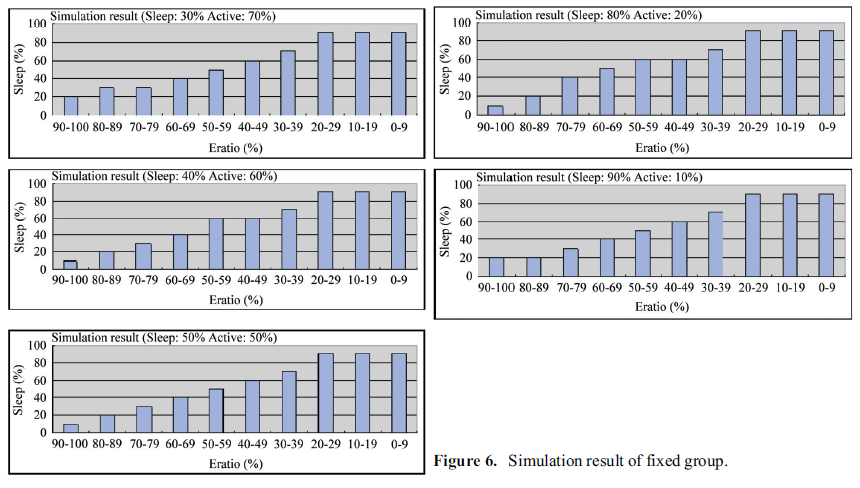 Simulation result (Sleep: 30% Active: 70%)
100
80
60
40
20
0
Sleep (%)
90-100 80-89 70-79 60-69 50-59 40-49 30-39 20-29 10-19 0-9
Eratio (%)
Simulation result (Sleep: 40% Active: 60%)
100
80
60
40
20
0
Sleep (%)
90-100 80-89 70-79 60-69 50-59 40-49 30-39 20-29 10-19 0-9
Eratio (%)
Simulation result (Sleep: 50% Active: 50%)
100
80
60
40
20
0
Sleep (%)
90-100 80-89 70-79 60-69 50-59 40-49 30-39 20-29 10-19 0-9
Eratio (%)
Simulation result (Sleep: 80% Active: 20%)
100
80
60
40
20
0
Sleep (%)
90-100 80-89 70-79 60-69 50-59 40-49 30-39 20-29 10-19 0-9
Eratio (%)
Simulation result (Sleep: 90% Active: 10%)
100
80
60
40
20
0
Sleep (%)
90-100 80-89 70-79 60-69 50-59 40-49 30-39 20-29 10-19 0-9
Eratio (%)
Figure 6. Simulation result of fixed group.